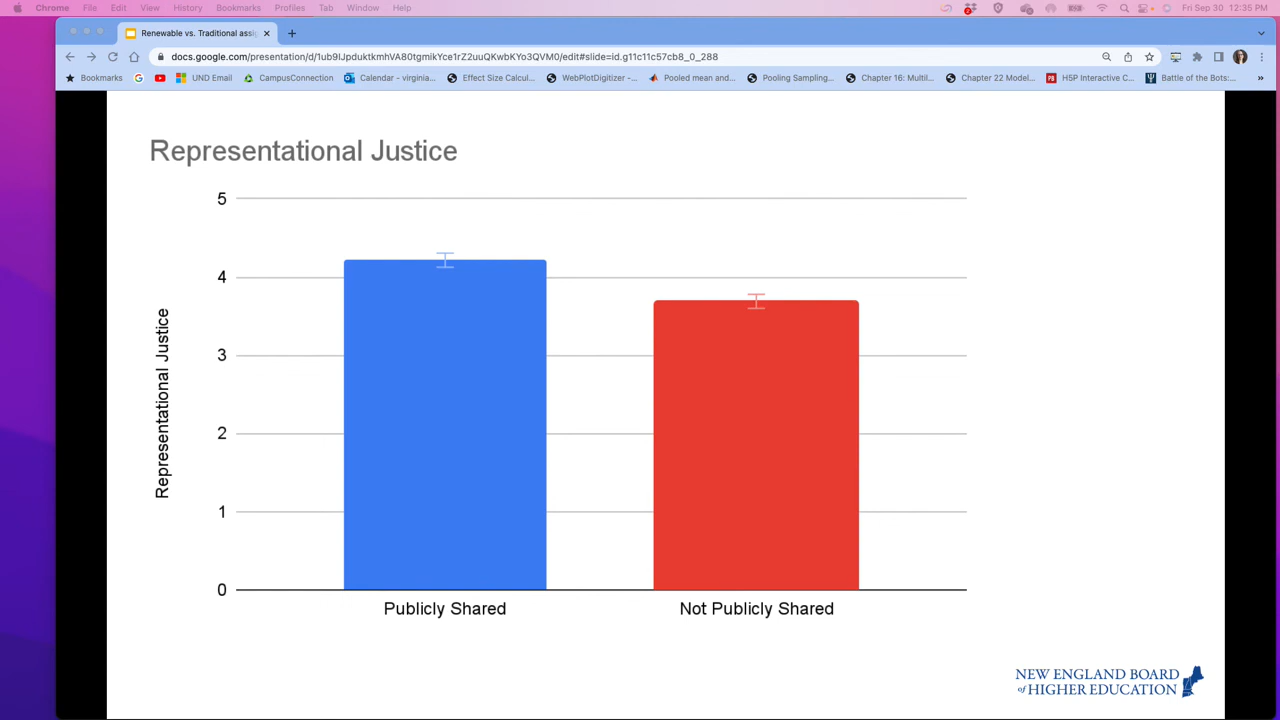 Chrome File Edit View History Bookmarks Profiles Tab Window Help Fri Sep 30 12:35 PM
Renewable vs. Traditional assig
docs.google.com/presentation/d/1ub9IJpduktkmhVA80tgmikYce1rZ2uuQKwbKYo3QVM0/edit#slide=id.g11c11c57cb8_0_288
Bookmarks UND Email CampusConnection Calendar - virginia... Effect Size Calcul... WebPlotDigitizer -... Pooled mean and... Pooling Sampling... Chapter 16: Multil... Chapter 22 Model... H5P Interactive C... Battle of the Bots:... »
Representational Justice
5
4
3
2
1
0
Representational Justice
Publicly Shared Not Publicly Shared
NEW ENGLAND BOARD
of HIGHER EDUCATION